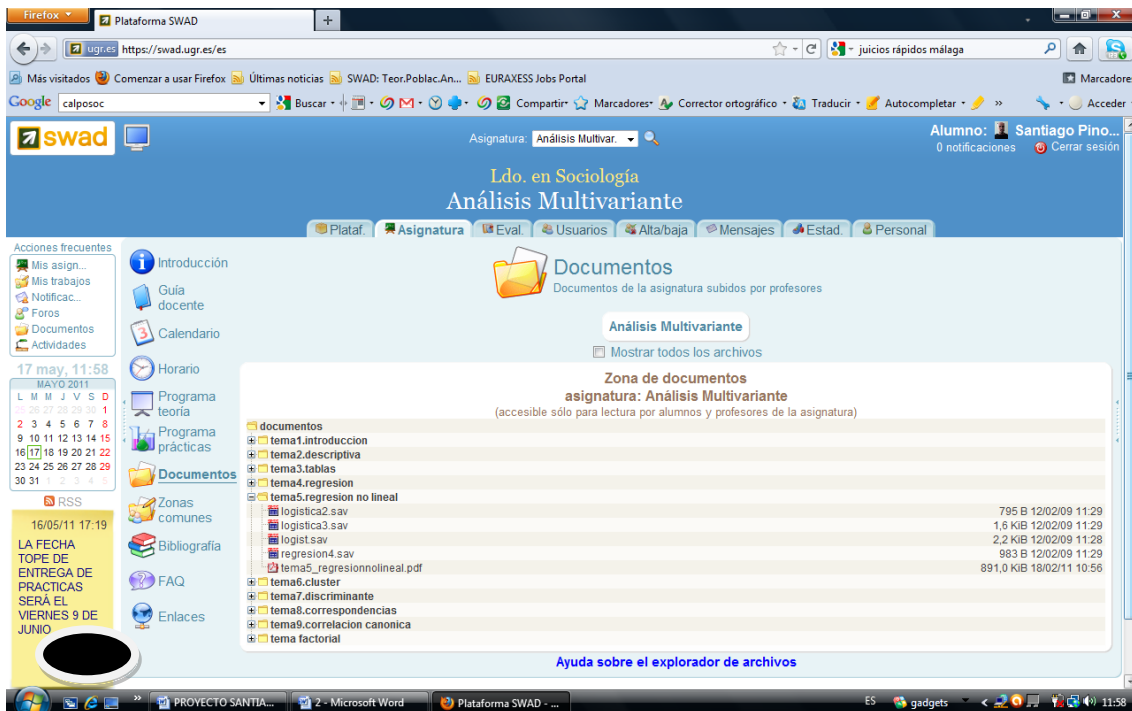 Firefox
Plataforma SWAD
ugr.es https://swad.ugr.es/es
juicios rápidos málaga
Más visitados Comenzar a usar Firefox Últimas noticias SWAD: Teor.Poblac.An... EURAXESS Jobs Portal Marcadore
Google calposoc Buscar Compartir Marcadores Corrector ortográfico Traducir Autocompletar » Acceder
swad
Asignatura: Análisis Multivar.
Alumno: Santiago Pino...
0 notificaciones Cerrar sesión
Ldo. en Sociología
Análisis Multivariante
Plataf. Asignatura Eval. Usuarios Alta/baja Mensajes Estad. Personal
Acciones frecuentes
Mis asign...
Mis trabajos
Notificac...
Foros
Documentos
Actividades
17 may, 11:58
MAYO 2011
L M M J V S D
25 26 27 28 29 30 1
2 3 4 5 6 7 8
9 10 11 12 13 14 15
16 17 18 19 20 21 22
23 24 25 26 27 28 29
30 31 1 2 3 4 5
RSS
16/05/11 17:19
LA FECHA
TOPE DE
ENTREGA DE
PRACTICAS
SERÁ EL
VIERNES 9 DE
JUNIO
Introducción
Guía
docente
Calendario
Horario
Programa
teoría
Programa
prácticas
Documentos
Zonas
comunes
Bibliografía
FAQ
Enlaces
Documentos
Documentos de la asignatura subidos por profesores
Análisis Multivariante
Mostrar todos los archivos
Zona de documentos
asignatura: Análisis Multivariante
(accesible sólo para lectura por alumnos y profesores de la asignatura)
documentos
tema1.introduccion
tema2.descriptiva
tema3.tablas
tema4.regresion
tema5.regresion no lineal
logistica2.sav 795 B 12/02/09 11:29
logistica3.sav 1,6 KiB 12/02/09 11:29
logist.sav 2,2 KiB 12/02/09 11:28
regresion4.sav 983 B 12/02/09 11:29
tema5_regresionnolineal.pdf 891,0 KiB 18/02/11 10:56
tema6.cluster
tema7.discriminante
tema8.correspondencias
tema9.correlacion canonica
tema factorial
Ayuda sobre el explorador de archivos
» PROYECTO SANTIA... 2 - Microsoft Word Plataforma SWAD - ... ES gadgets 11:58